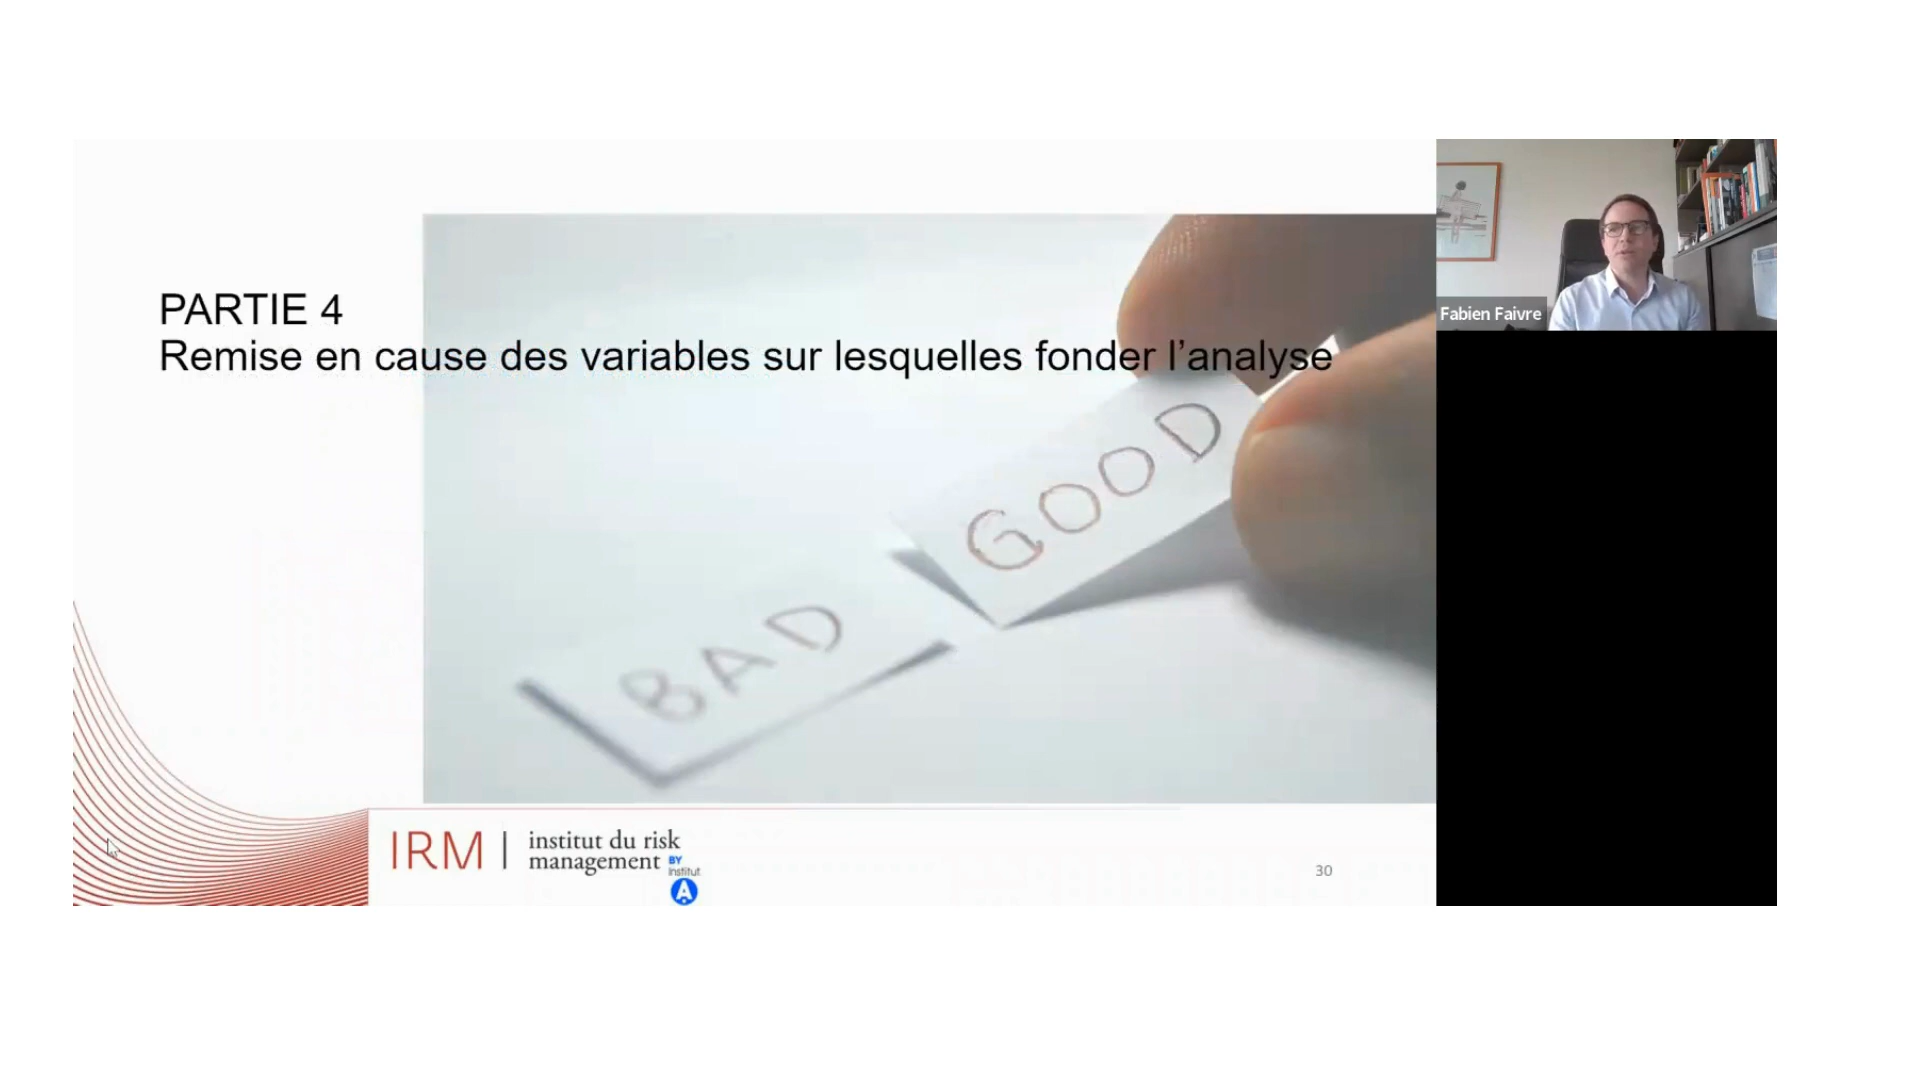 PARTIE 4
Remise en cause des variables sur lesquelles fonder l’analyse
GOOD
BAD
Fabien Faivre
IRM | institut du risk
management BY
Institut
A
30